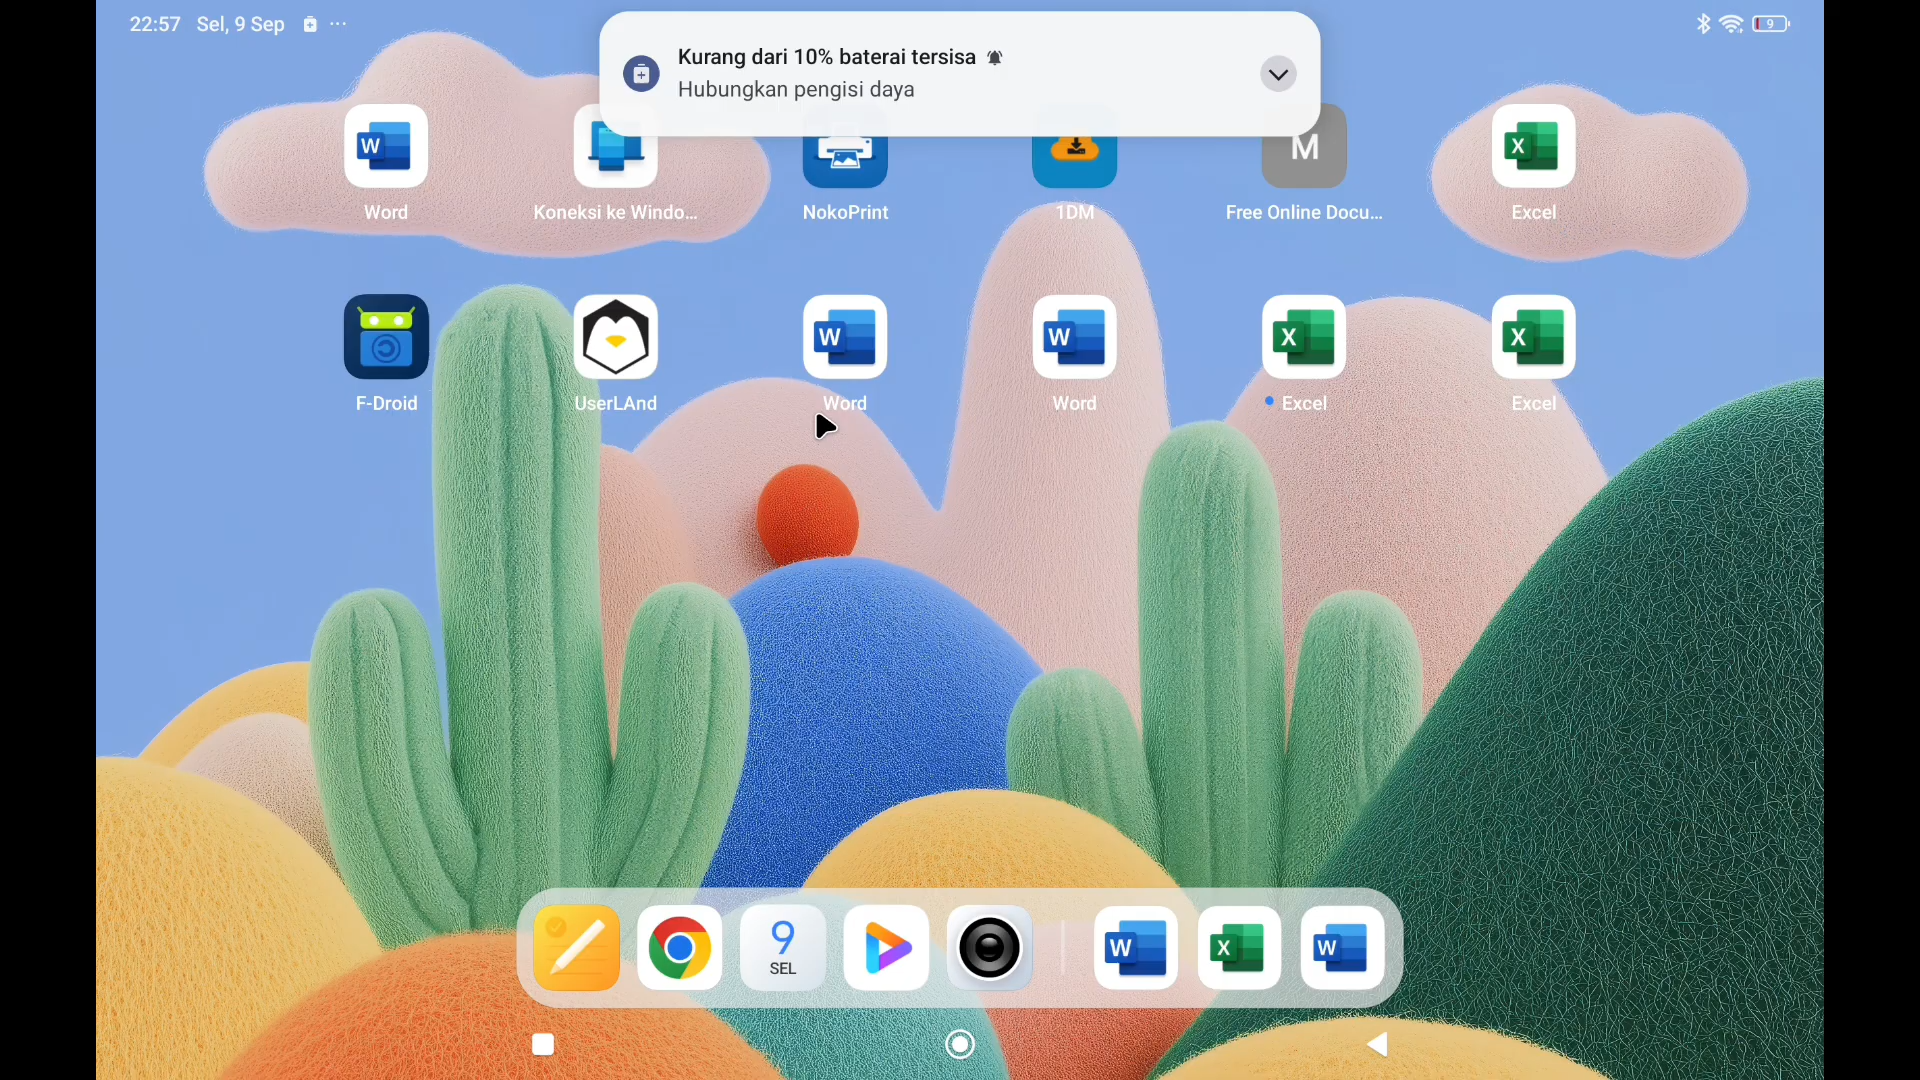 22:57 Sel, 9 Sep
9
Kurang dari 10% baterai tersisa
Hubungkan pengisi daya
W
M
X
Word
Koneksi ke Windo...
NokoPrint
1DM
Free Online Docu...
Excel
W
W
X
X
F-Droid
UserLAnd
Word
Word
Excel
Excel
9
SEL
W
X
W